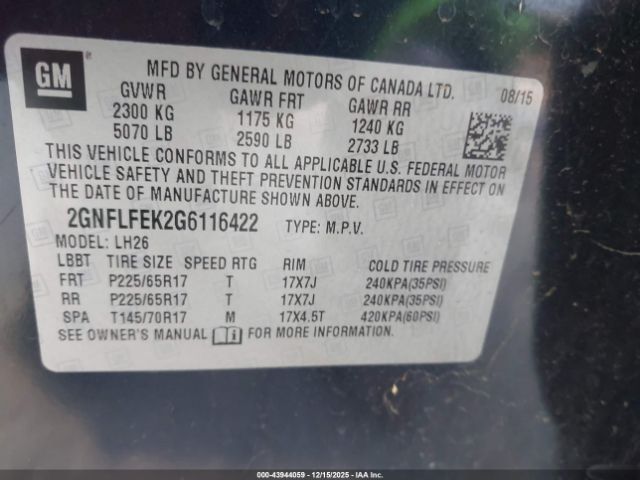 GM
MFD BY GENERAL MOTORS OF CANADA LTD. 08/15
GVWR GAWR FRT GAWR RR
2300 KG 1175 KG 1240 KG
5070 LB 2590 LB 2733 LB
THIS VEHICLE CONFORMS TO ALL APPLICABLE U.S. FEDERAL MOTOR
VEHICLE SAFETY AND THEFT PREVENTION STANDARDS IN EFFECT ON
THE DATE OF MANUFACTURE SHOWN ABOVE.
2GNFLFEK2G6116422 TYPE: M.P.V.
MODEL: LH26
LBBT TIRE SIZE SPEED RTG RIM COLD TIRE PRESSURE
FRT P225/65R17 T 17X7J 240KPA(35PSI)
RR P225/65R17 T 17X7J 240KPA(35PSI)
SPA T145/70R17 M 17X4.5T 420KPA(60PSI)
SEE OWNER'S MANUAL FOR MORE INFORMATION.
000-43944059 - 12/15/2025 - IAAI.COM